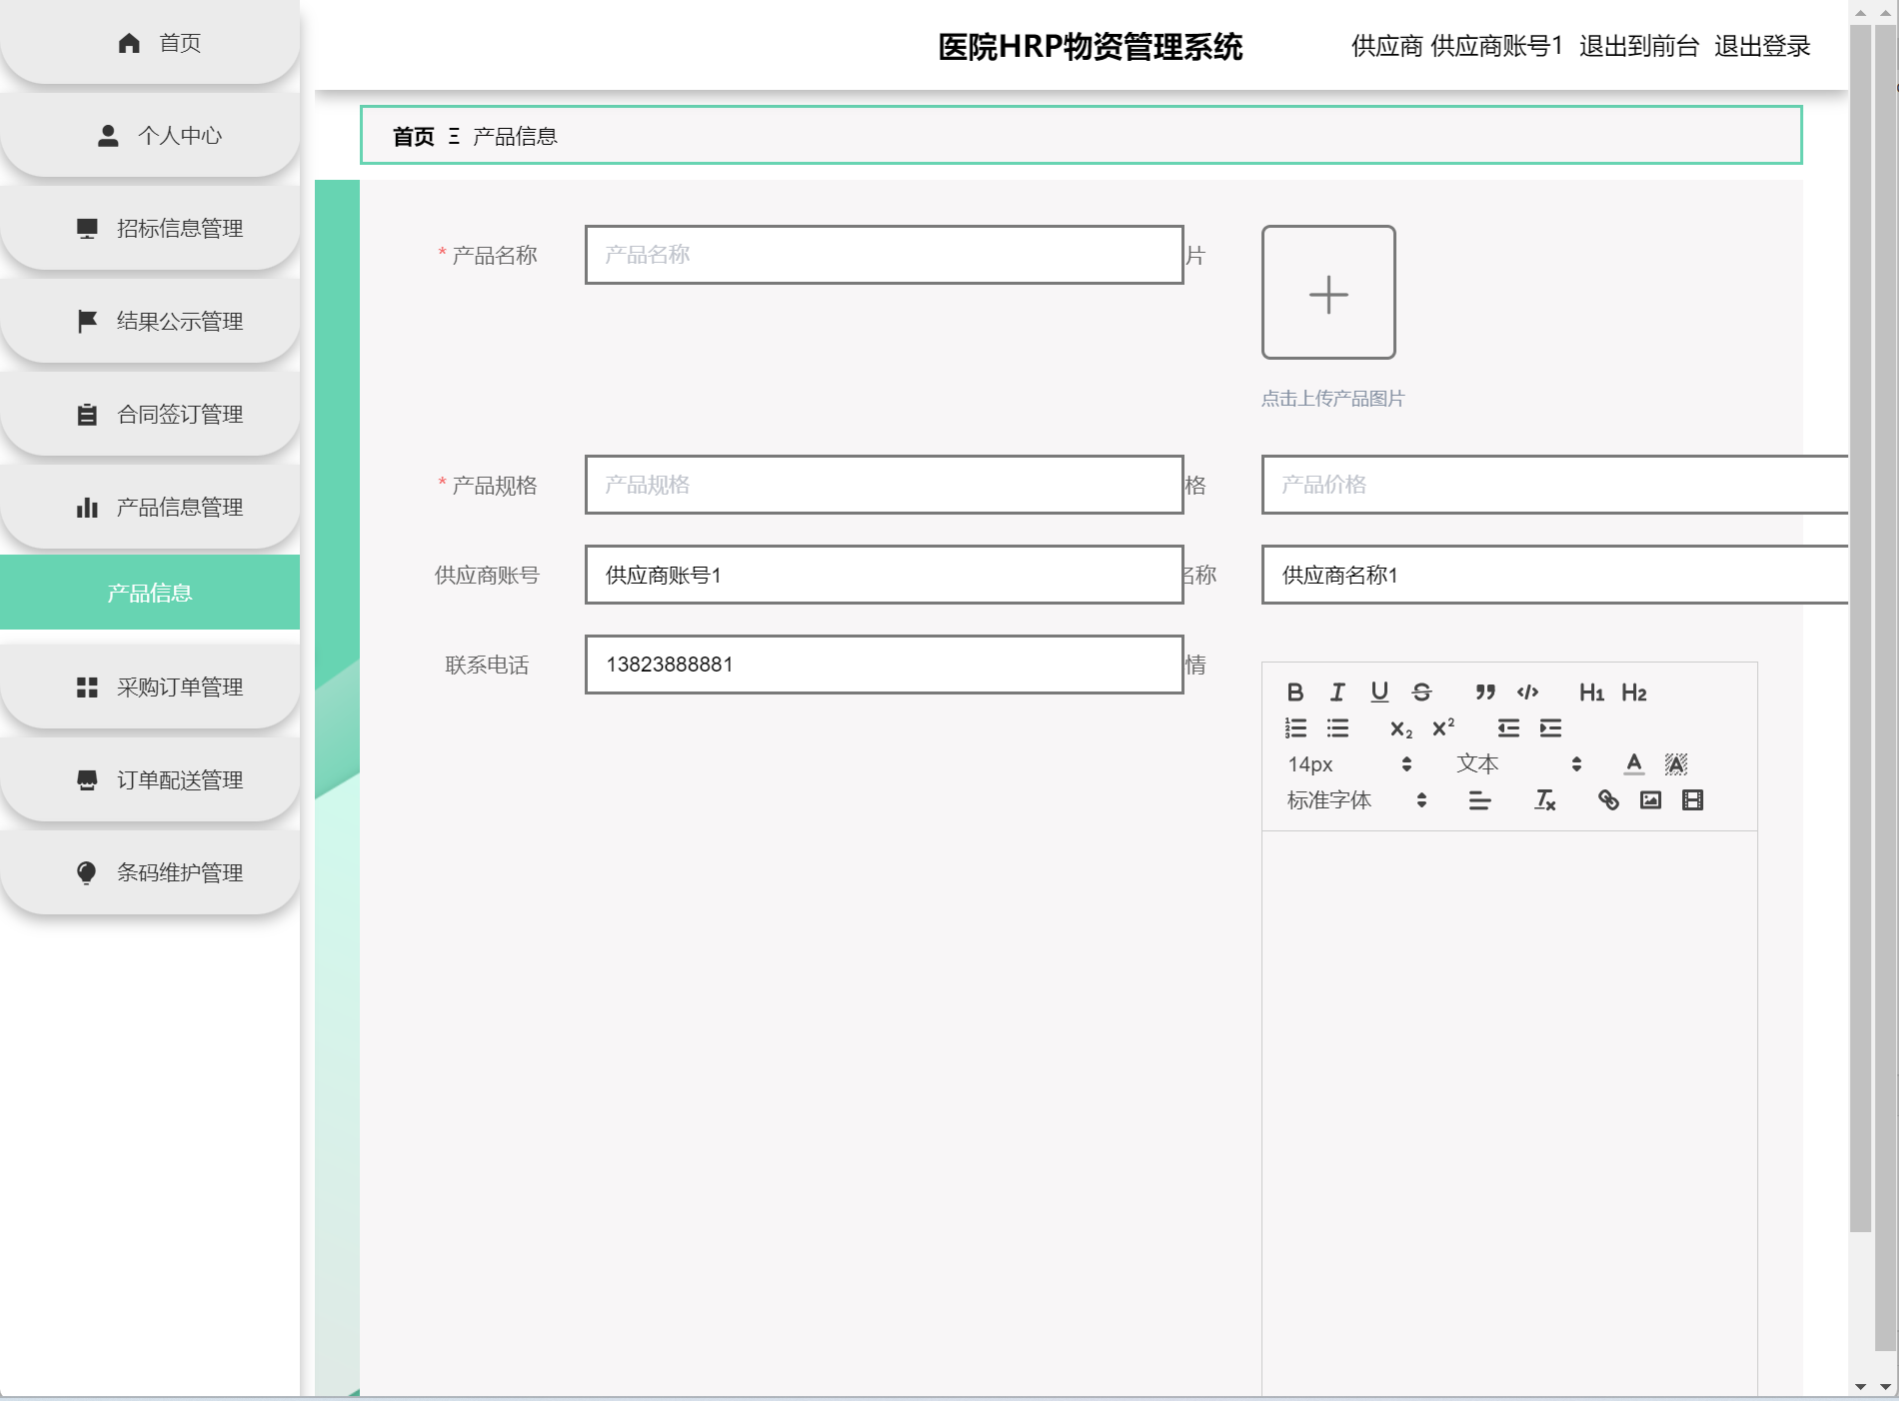 首页
个人中心
招标信息管理
结果公示管理
合同签订管理
产品信息管理
产品信息
采购订单管理
订单配送管理
条码维护管理
医院HRP物资管理系统
供应商 供应商账号1 退出到前台 退出登录
首页 Ξ 产品信息
* 产品名称 产品名称 片
点击上传产品图片
* 产品规格 产品规格 格 产品价格
供应商账号 供应商账号1 名称 供应商名称1
联系电话 13823888881 情
B I U S ” </> H1 H2
X2 X2
14px 文本 A A
标准字体 Tx